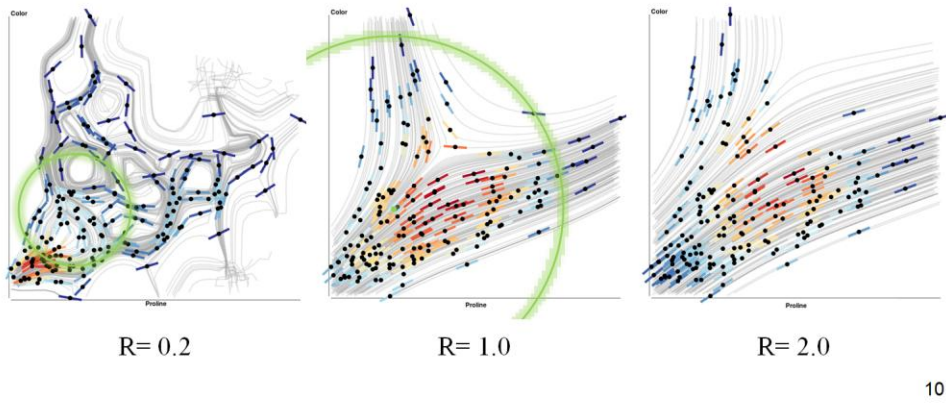 Color
Color
Color
Proline
Proline
Proline
R= 0.2
R= 1.0
R= 2.0
10